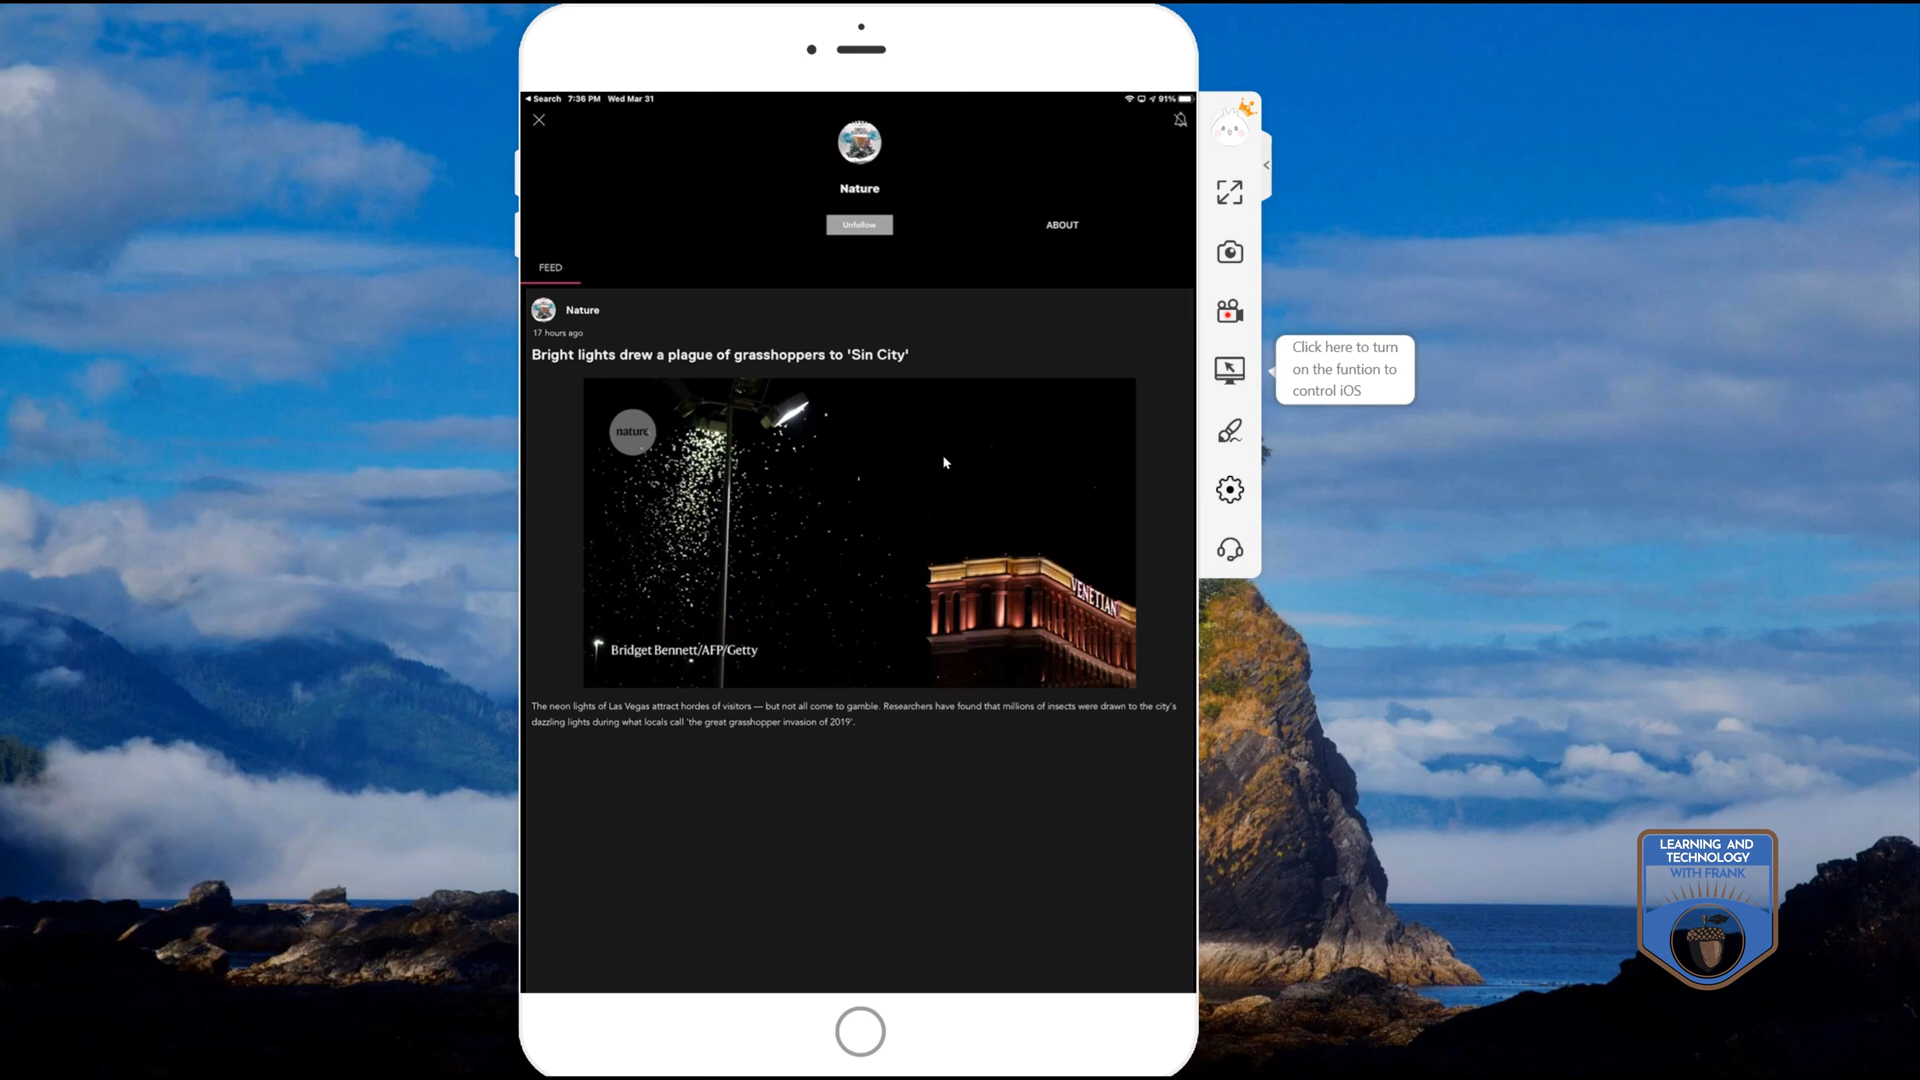 Search 7:36 PM Wed Mar 31
91%
Nature
Unfollow
ABOUT
FEED
Nature
17 hours ago
Bright lights drew a plague of grasshoppers to 'Sin City'
nature
VENETIAN
Bridget Bennett/AFP/Getty
The neon lights of Las Vegas attract hordes of visitors — but not all come to gamble. Researchers have found that millions of insects were drawn to the city's
dazzling lights during what locals call 'the great grasshopper invasion of 2019'.
Click here to turn
on the funtion to
control iOS
LEARNING AND
TECHNOLOGY
WITH FRANK